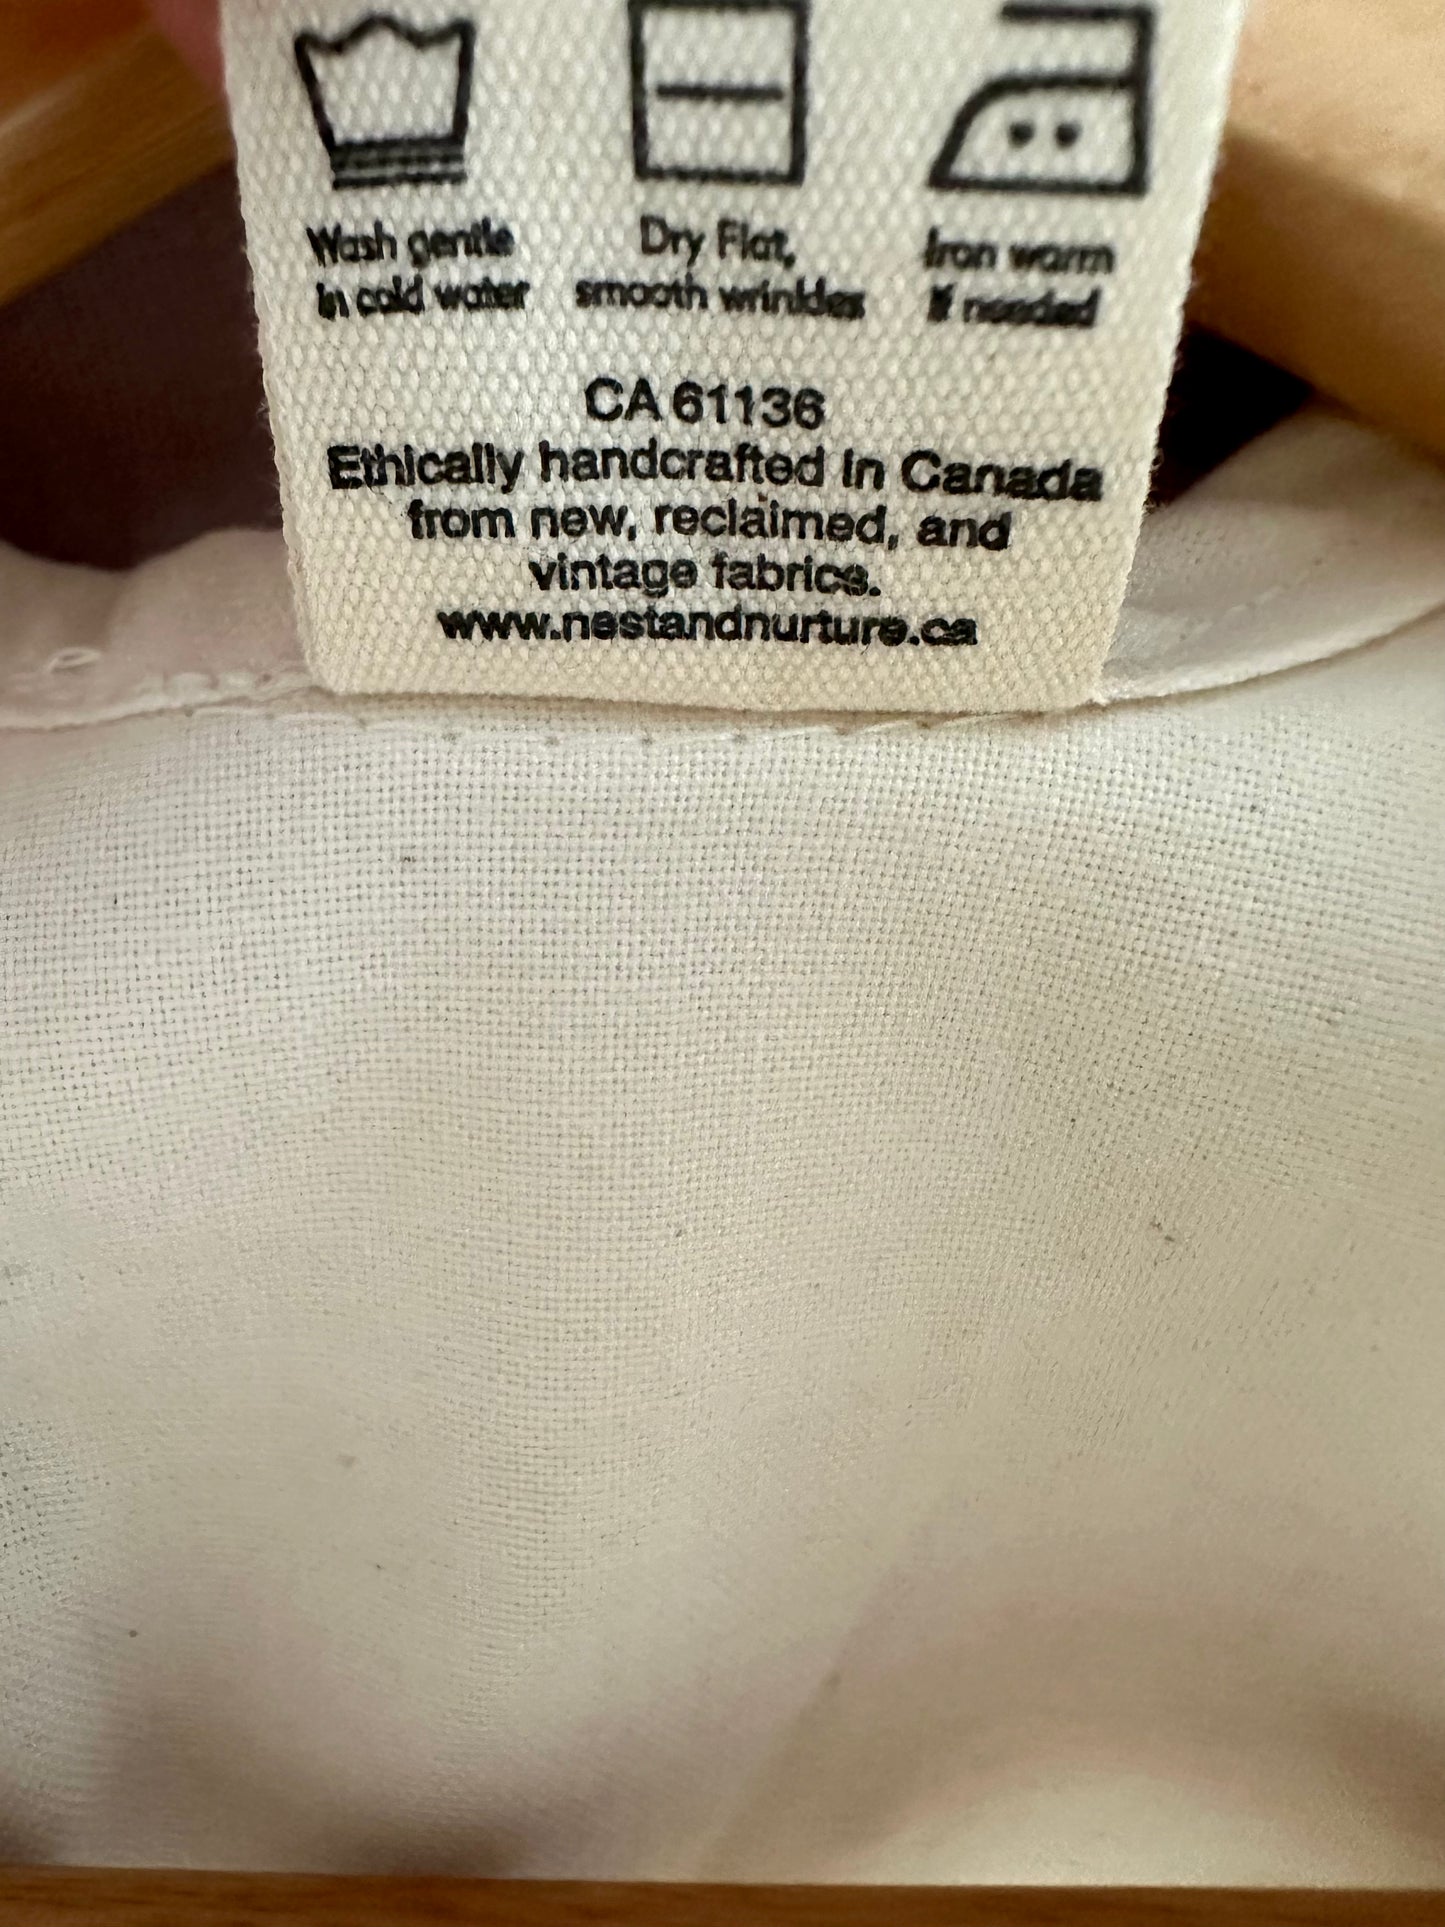 Wash gentle
in cold water
Dry Flat,
smooth wrinkles
Iron warm
if needed
CA 61136
Ethically handcrafted in Canada
from new, reclaimed, and
vintage fabrics.
www.nestandnurture.ca